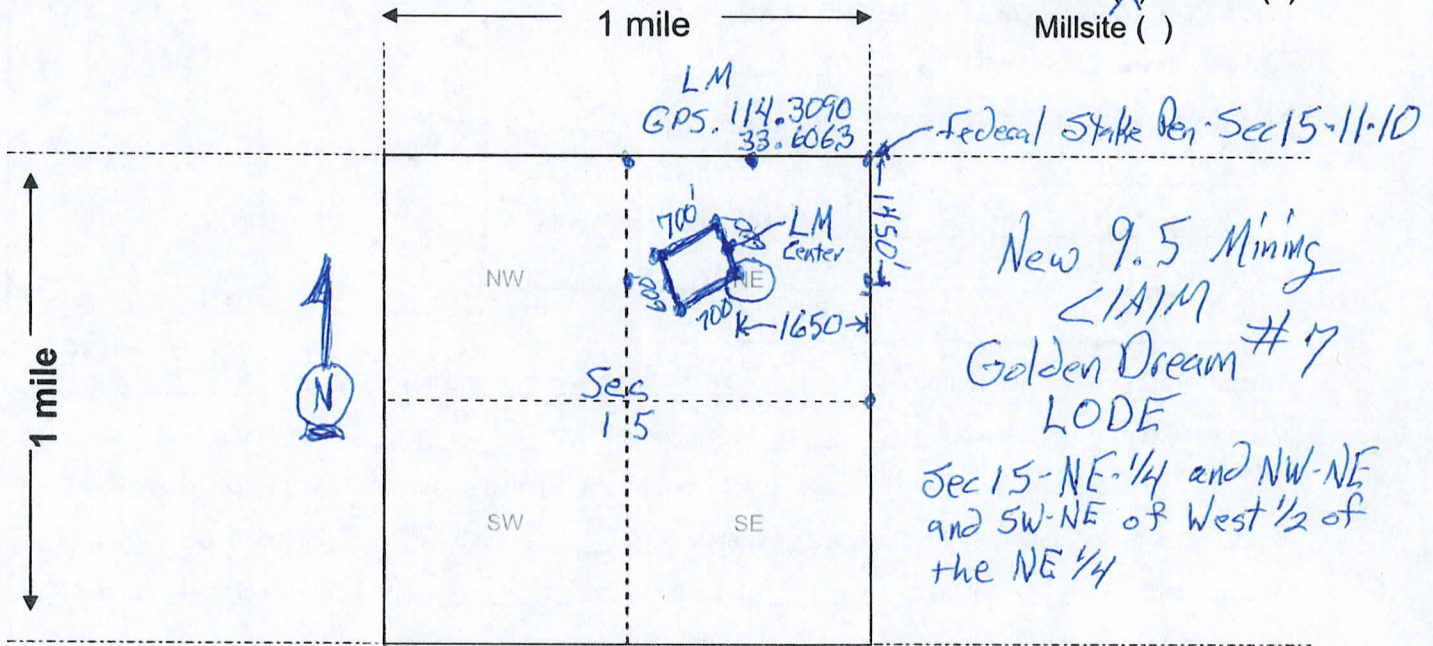 1 mile
Millsite ( )
LM
GPS. 114.3090
33.6063
Federal Stake Pen. Sec 15-11-10
1450'
700'
LM
Center
NW
NE
600
700
1650
New 9.5 Mining
CLAIM
Golden Dream #7
LODE
1 mile
N
Sec
15
Sec 15-NE-1/4 and NW-NE
and SW-NE of West 1/2 of
the NE 1/4
SW
SE